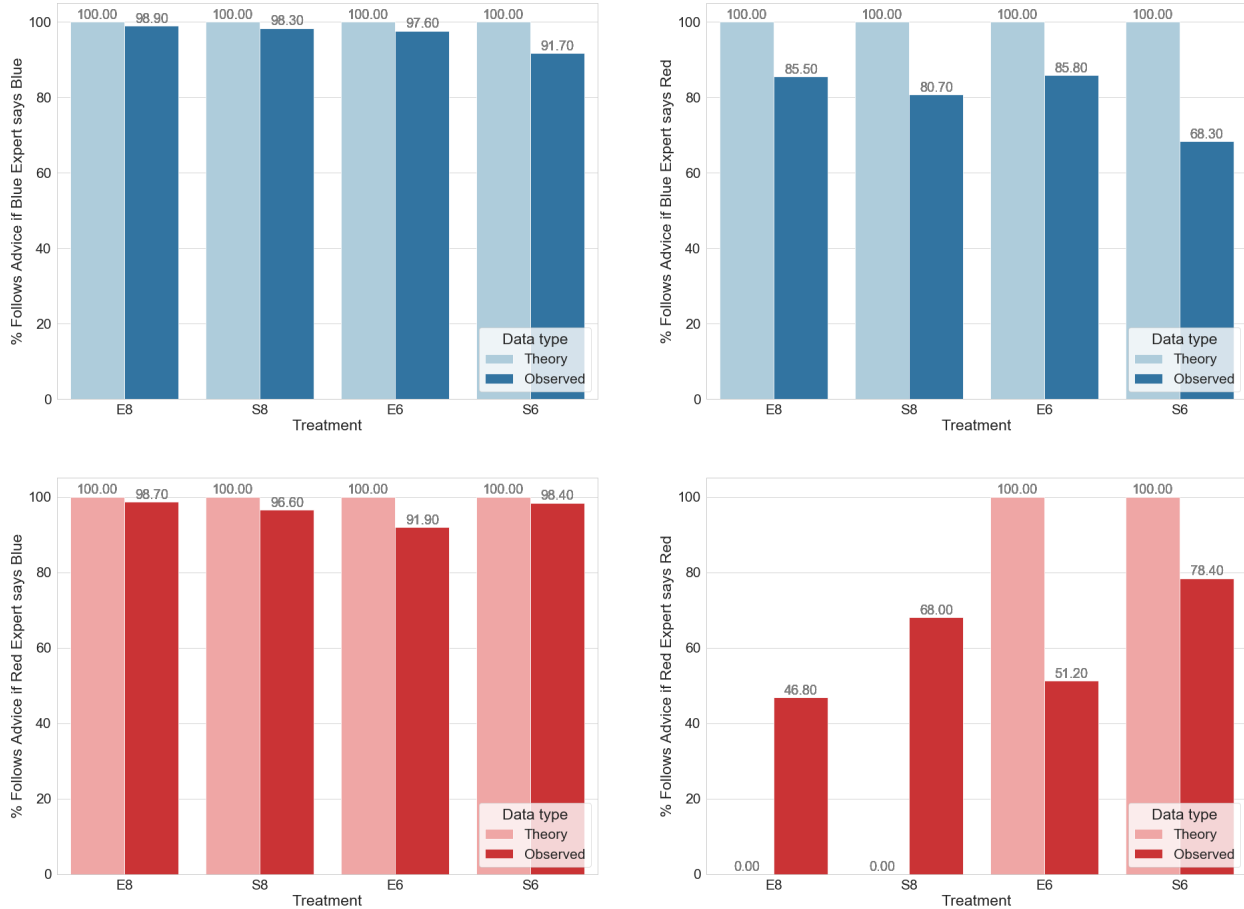 100.00 98.90 100.00 98.30 100.00 97.60 100.00 91.70
% Follows Advice if Blue Expert says Blue
100
80
60
40
20
0
Data type
Theory
Observed
E8 S8 E6 S6
Treatment
100.00 85.50 100.00 80.70 100.00 85.80 100.00 68.30
% Follows Advice if Blue Expert says Red
100
80
60
40
20
0
Data type
Theory
Observed
E8 S8 E6 S6
Treatment
100.00 98.70 100.00 96.60 100.00 91.90 100.00 98.40
% Follows Advice if Red Expert says Blue
100
80
60
40
20
0
Data type
Theory
Observed
E8 S8 E6 S6
Treatment
0.00 46.80 0.00 68.00 100.00 51.20 100.00 78.40
% Follows Advice if Red Expert says Red
100
80
60
40
20
0
Data type
Theory
Observed
E8 S8 E6 S6
Treatment